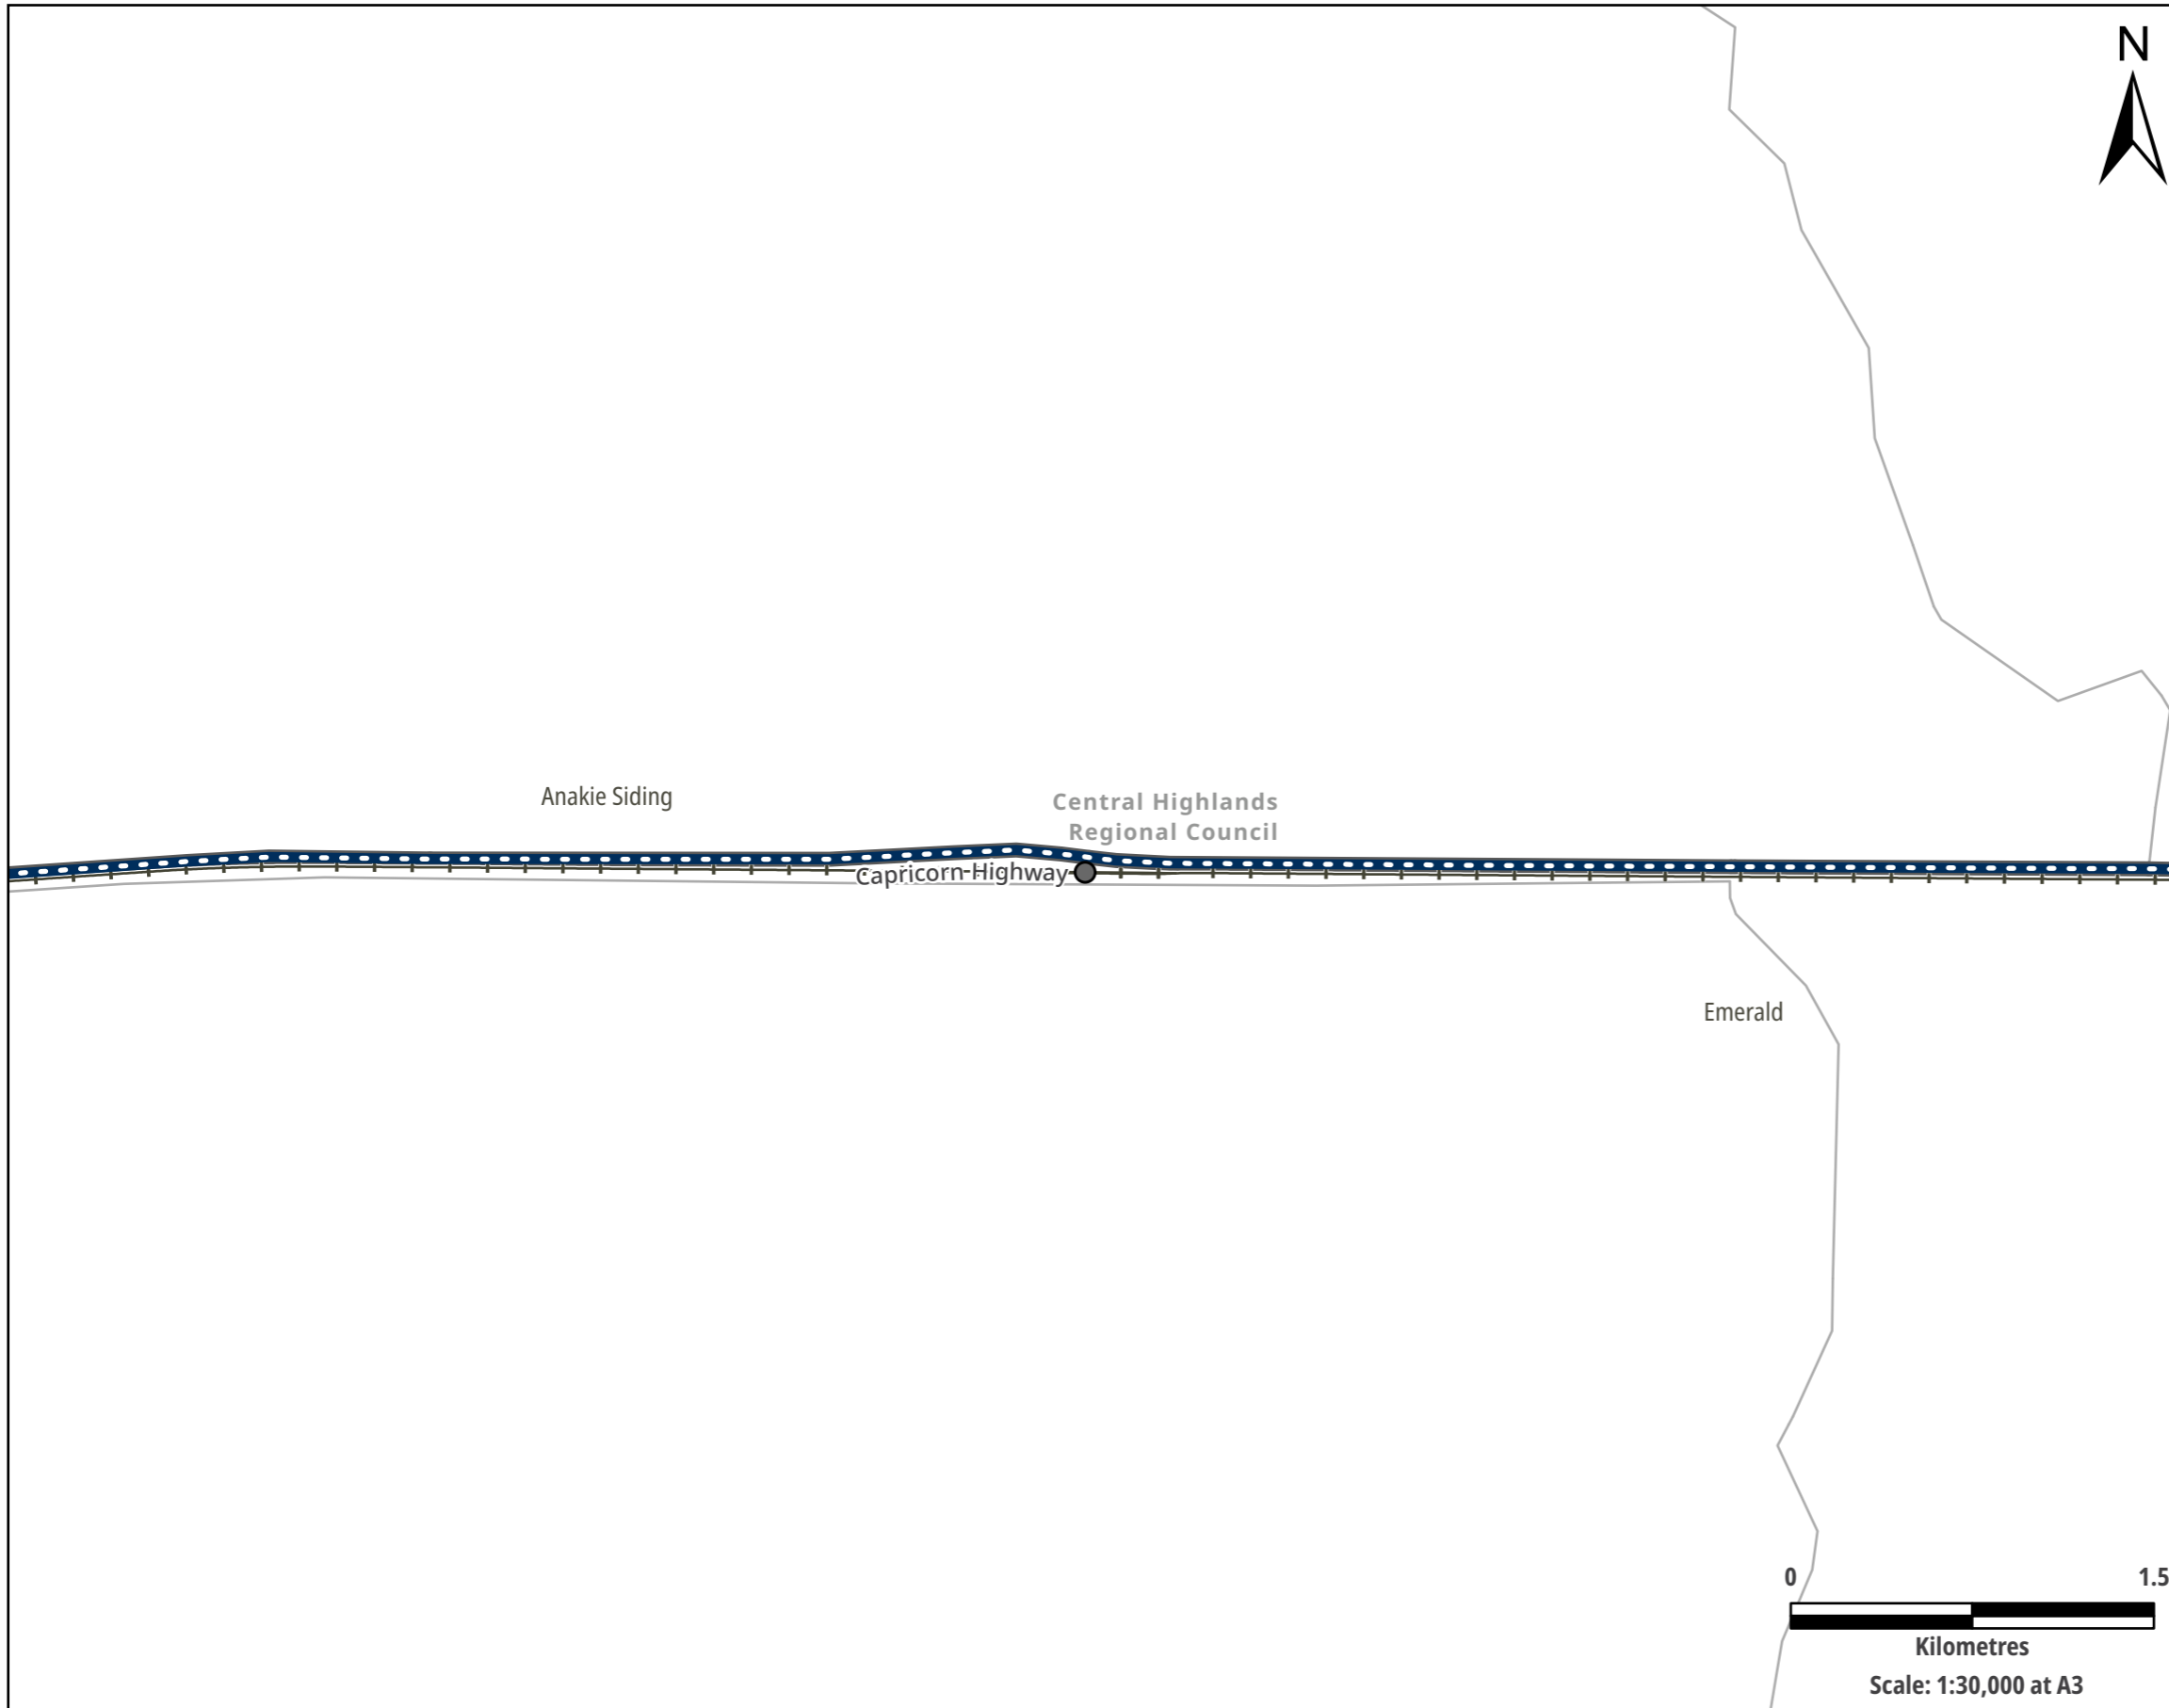 N
Anakie Siding
Central Highlands
Regional Council
Capricorn Highway
Emerald
0
1.5
Kilometres
Scale: 1:30,000 at A3